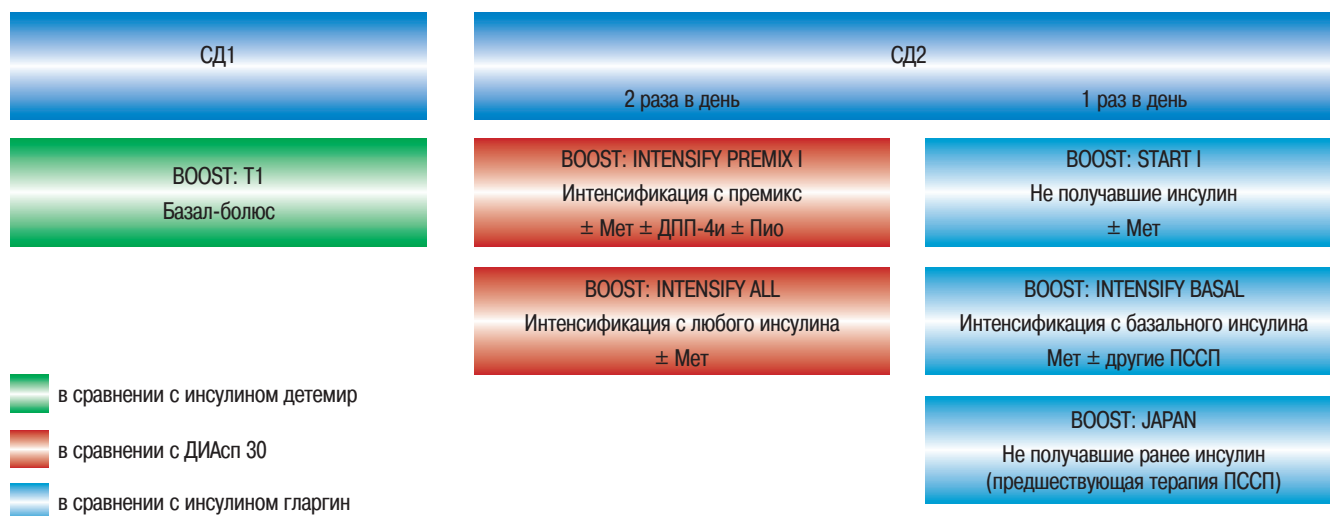 СД1
СД2
2 раза в день
1 раз в день
BOOST: T1
Базал-болюс
BOOST: INTENSIFY PREMIX I
Интенсификация с премикс
± Мет ± ДПП-4и ± Пио
BOOST: START I
Не получавшие инсулин
± Мет
BOOST: INTENSIFY ALL
Интенсификация с любого инсулина
± Мет
BOOST: INTENSIFY BASAL
Интенсификация с базального инсулина
Мет ± другие ПССП
BOOST: JAPAN
Не получавшие ранее инсулин
(предшествующая терапия ПССП)
в сравнении с инсулином детемир
в сравнении с ДИАсп 30
в сравнении с инсулином гларгин